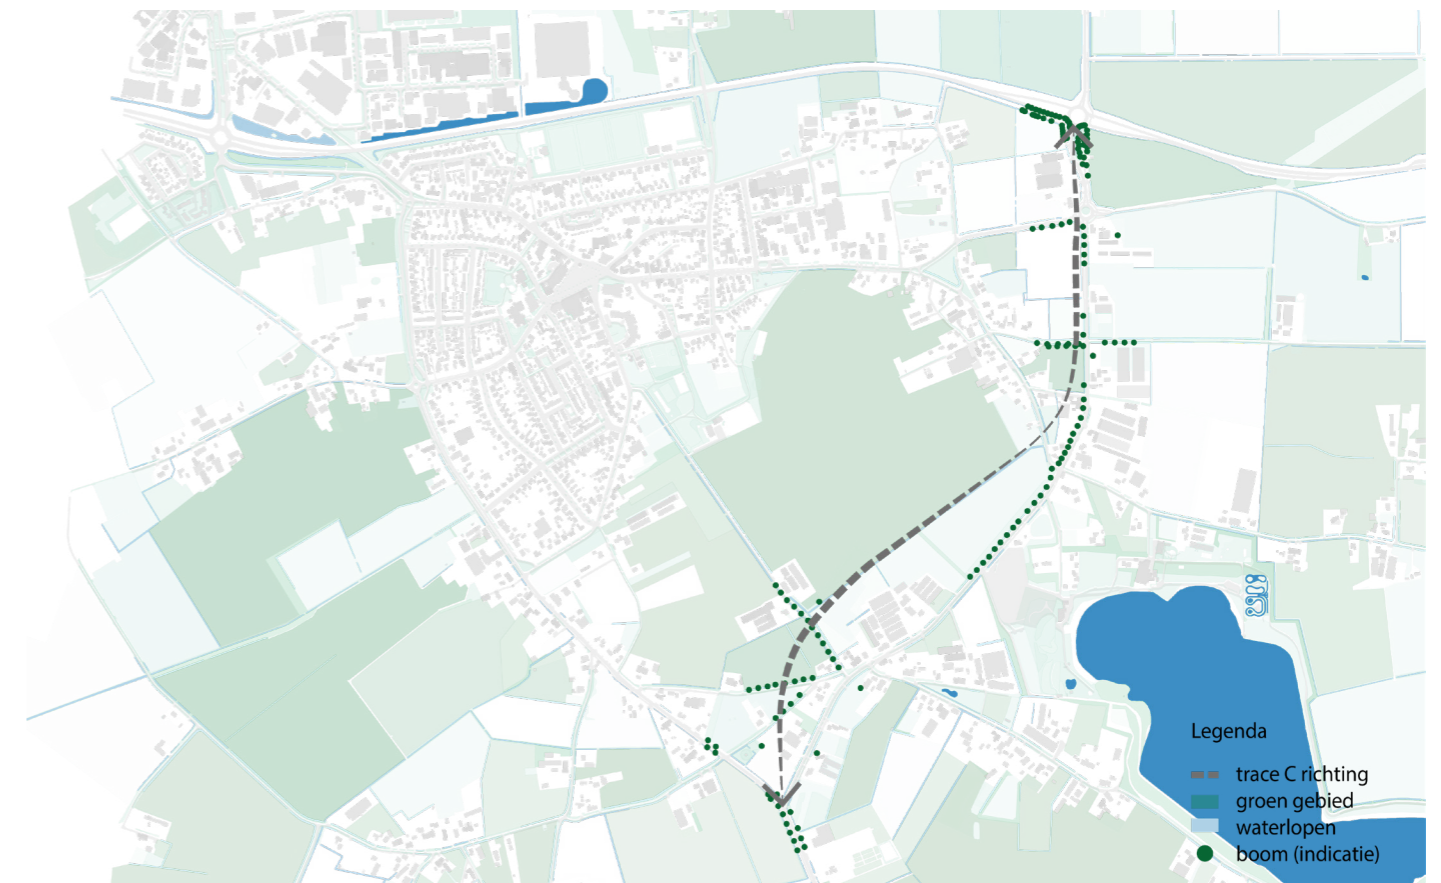 Legenda
trace C richting
groen gebied
waterlopen
boom (indicatie)